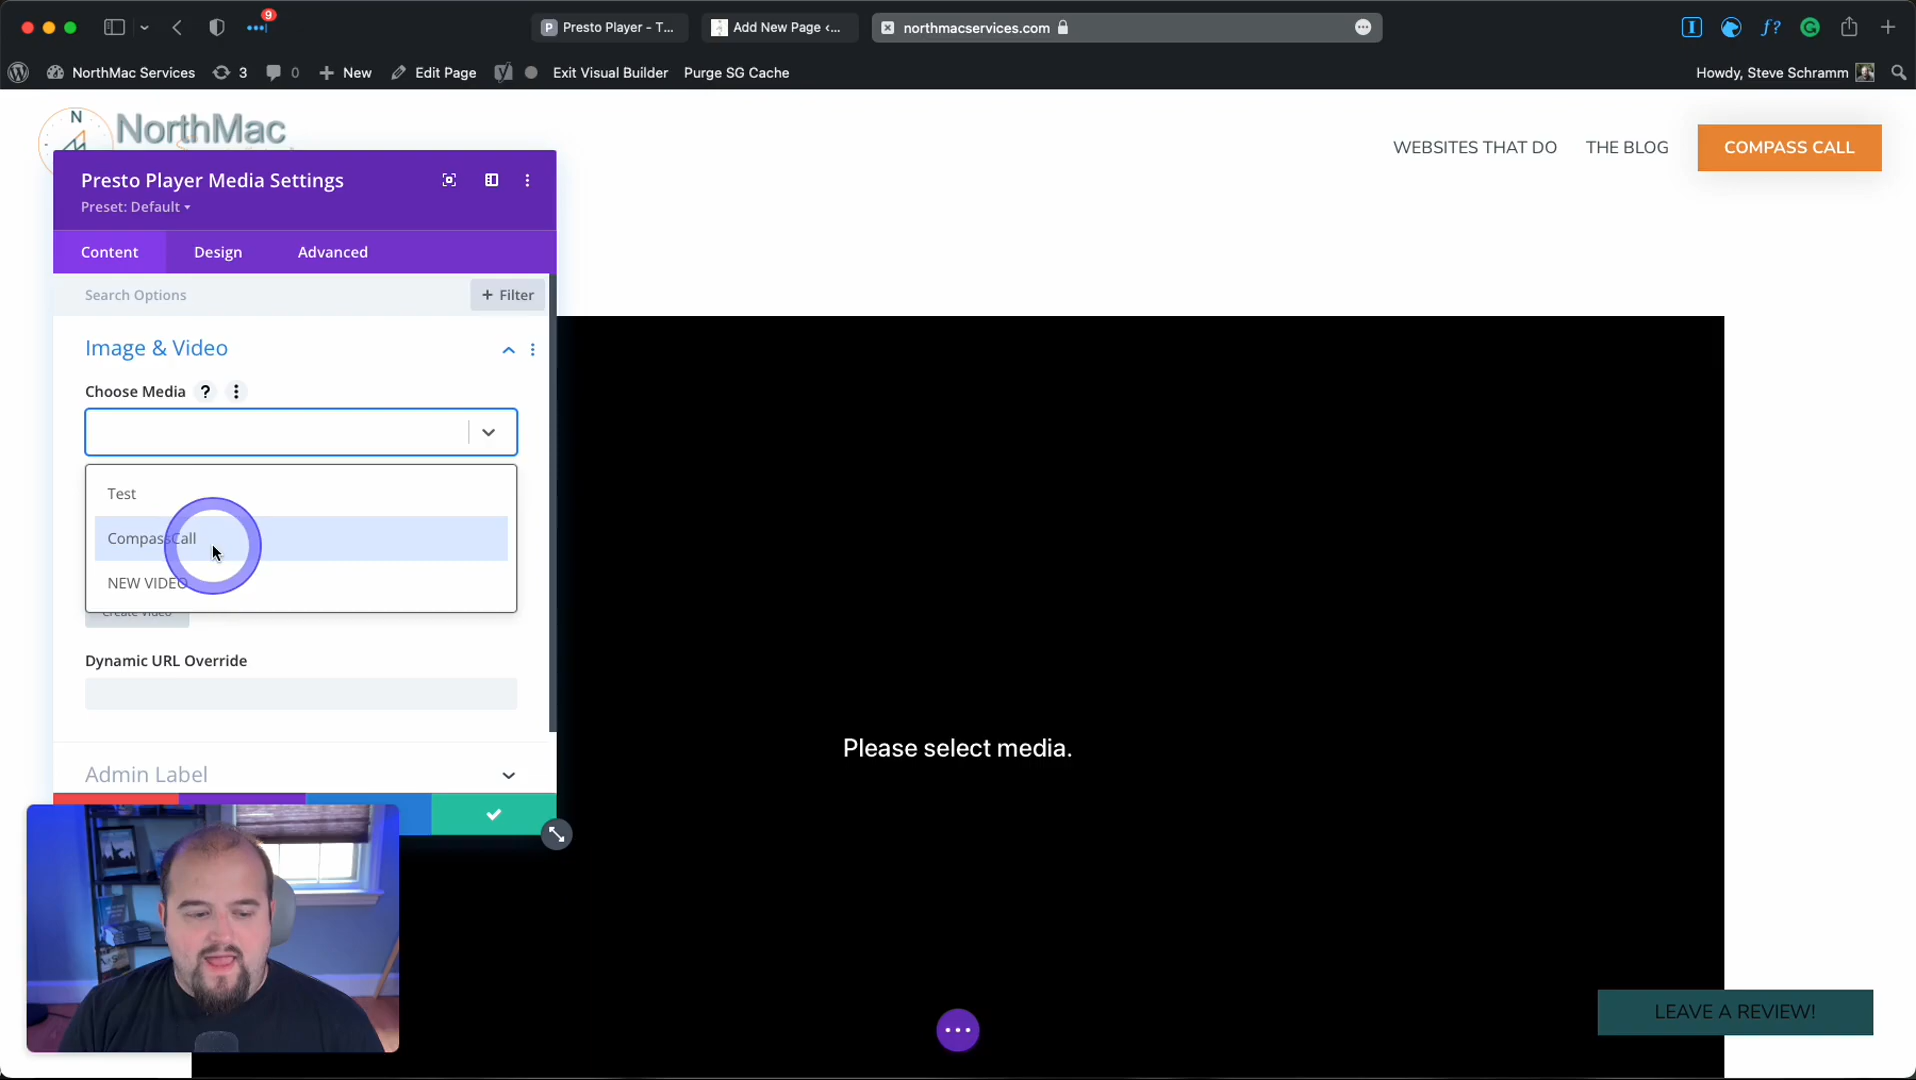 9
Presto Player - T...
Add New Page ‹...
northmacservices.com
NorthMac Services
3
0
New
Edit Page
Exit Visual Builder
Purge SG Cache
Howdy, Steve Schramm
N
NorthMac
WEBSITES THAT DO
THE BLOG
COMPASS CALL
Presto Player Media Settings
Preset: Default
Content
Design
Advanced
Search Options
+ Filter
Image & Video
Choose Media ?
Test
CompassCall
NEW VIDEO
Create Video
Dynamic URL Override
Please select media.
Admin Label
LEAVE A REVIEW!